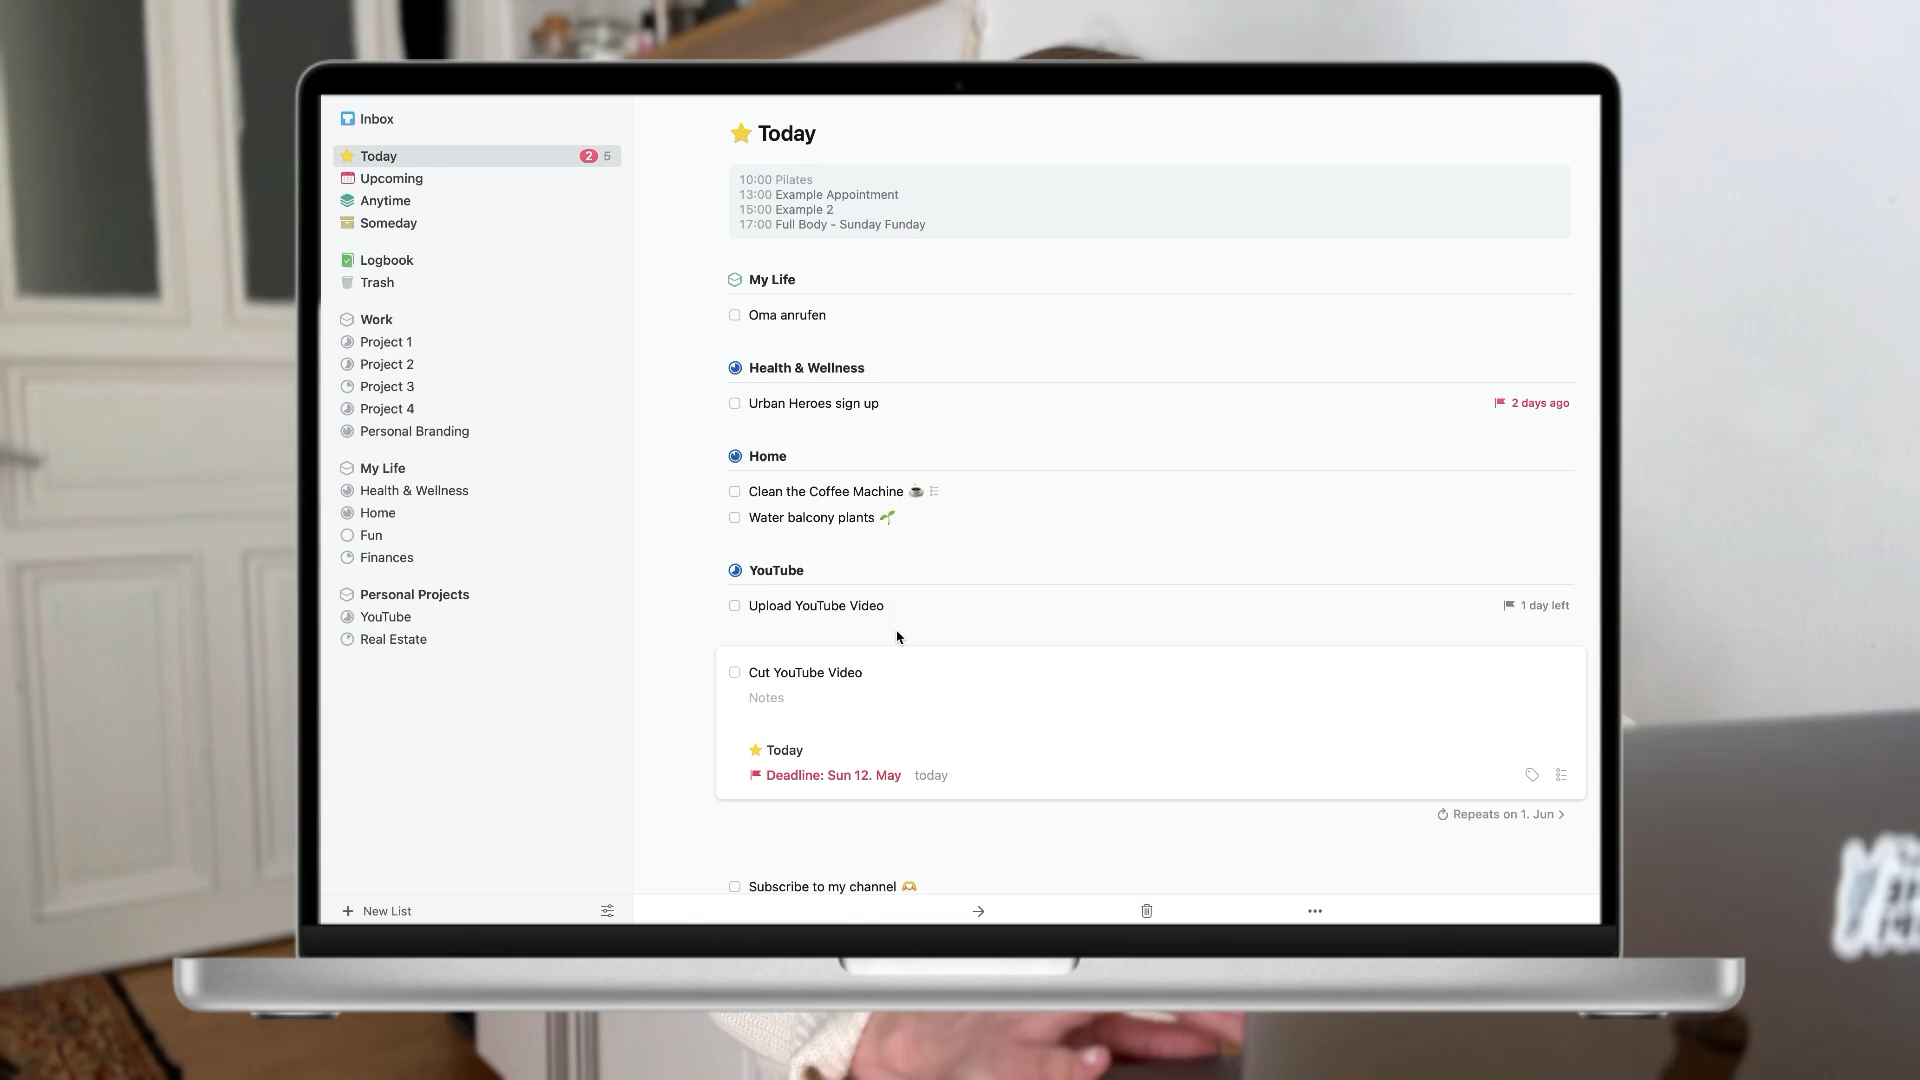 Inbox
Today 2 5
Upcoming
Anytime
Someday
Logbook
Trash
Work
Project 1
Project 2
Project 3
Project 4
Personal Branding
My Life
Health & Wellness
Home
Fun
Finances
Personal Projects
YouTube
Real Estate
New List
Today
10:00 Pilates
13:00 Example Appointment
15:00 Example 2
17:00 Full Body - Sunday Funday
My Life
Oma anrufen
Health & Wellness
Urban Heroes sign up 2 days ago
Home
Clean the Coffee Machine ☕
Water balcony plants 🌱
YouTube
Upload YouTube Video 1 day left
Cut YouTube Video
Notes
Today
Deadline: Sun 12. May today
Repeats on 1. Jun
Subscribe to my channel 🫶